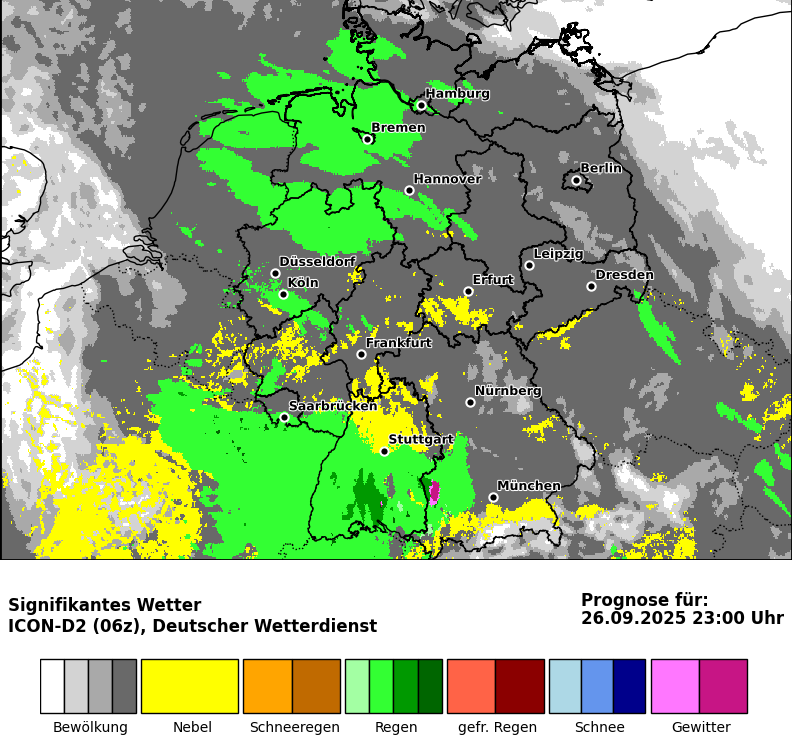 Hamburg
Bremen
Berlin
Hannover
Leipzig
Düsseldorf
Dresden
Köln
Erfurt
Frankfurt
Nürnberg
Saarbrücken
Stuttgart
München
Signifikantes Wetter
ICON-D2 (06z), Deutscher Wetterdienst
Prognose für:
26.09.2025 23:00 Uhr
Bewölkung
Nebel
Schneeregen
Regen
gefr. Regen
Schnee
Gewitter